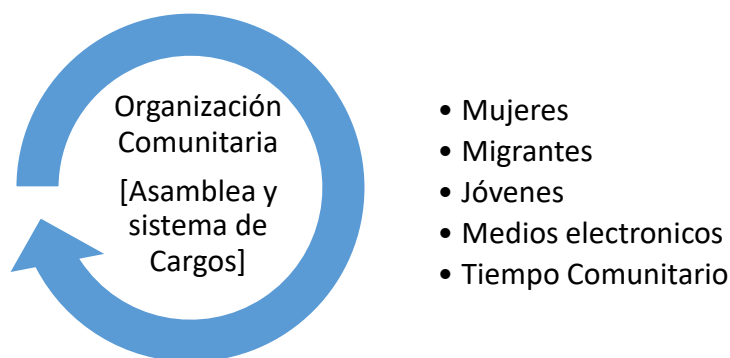 Organización
Comunitaria
[Asamblea y
sistema de
Cargos]
• Mujeres
• Migrantes
• Jóvenes
• Medios electronicos
• Tiempo Comunitario